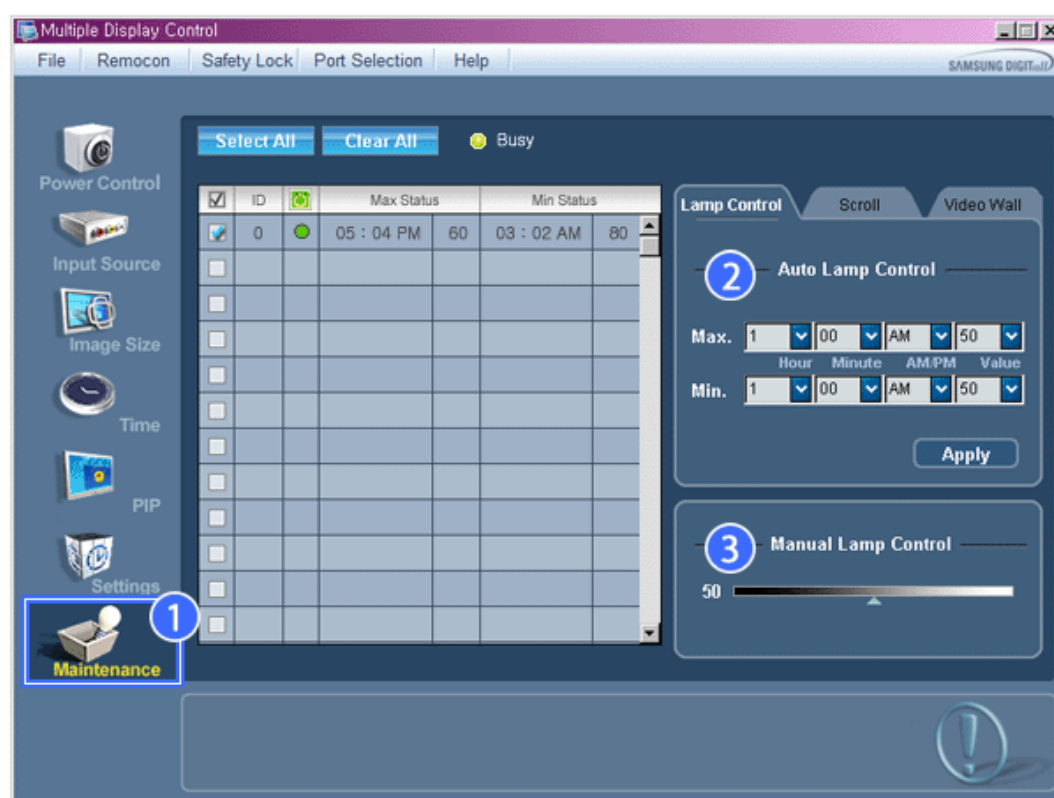 Multiple Display Control
File Remocon Safety Lock Port Selection Help
SAMSUNG DIGITall
Power Control
Input Source
Image Size
Time
PIP
Settings
1
Maintenance
Select All Clear All Busy
ID Max Status Min Status
0 05 : 04 PM 60 03 : 02 AM 80
Lamp Control Scroll Video Wall
2 Auto Lamp Control
Max. 1 00 AM 50
Hour Minute AM/PM Value
Min. 1 00 AM 50
Apply
3 Manual Lamp Control
50